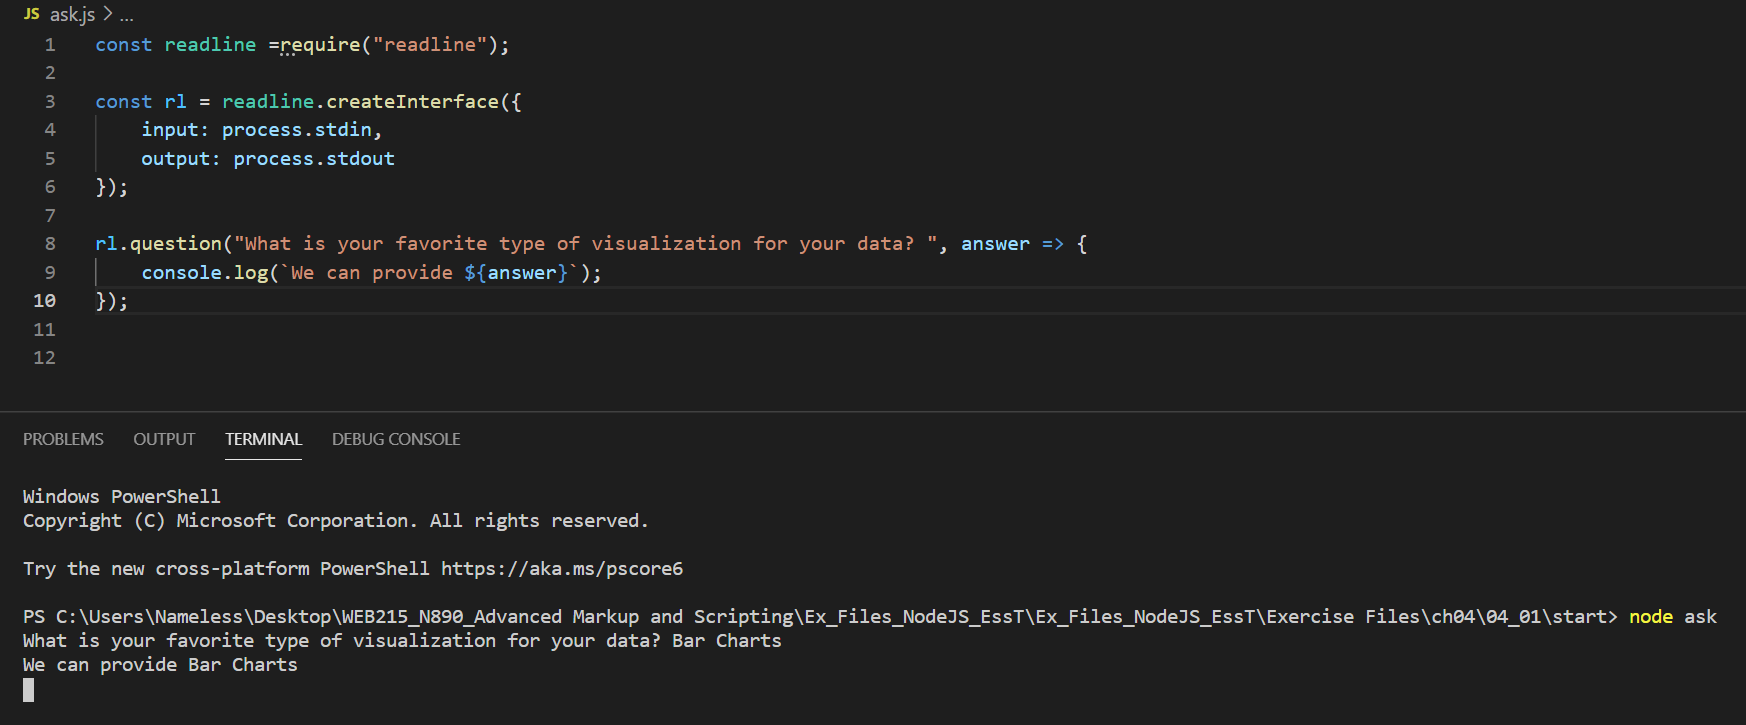 JS ask.js > ...
1 const readline =require("readline");
2
3 const rl = readline.createInterface({
4     input: process.stdin,
5     output: process.stdout
6 });
7
8 rl.question("What is your favorite type of visualization for your data? ", answer => {
9     console.log(`We can provide ${answer}`);
10 });
11
12
PROBLEMS OUTPUT TERMINAL DEBUG CONSOLE
Windows PowerShell
Copyright (C) Microsoft Corporation. All rights reserved.
Try the new cross-platform PowerShell https://aka.ms/pscore6
PS C:\Users\Nameless\Desktop\WEB215_N890_Advanced Markup and Scripting\Ex_Files_NodeJS_EssT\Ex_Files_NodeJS_EssT\Exercise Files\ch04\04_01\start> node ask
What is your favorite type of visualization for your data? Bar Charts
We can provide Bar Charts